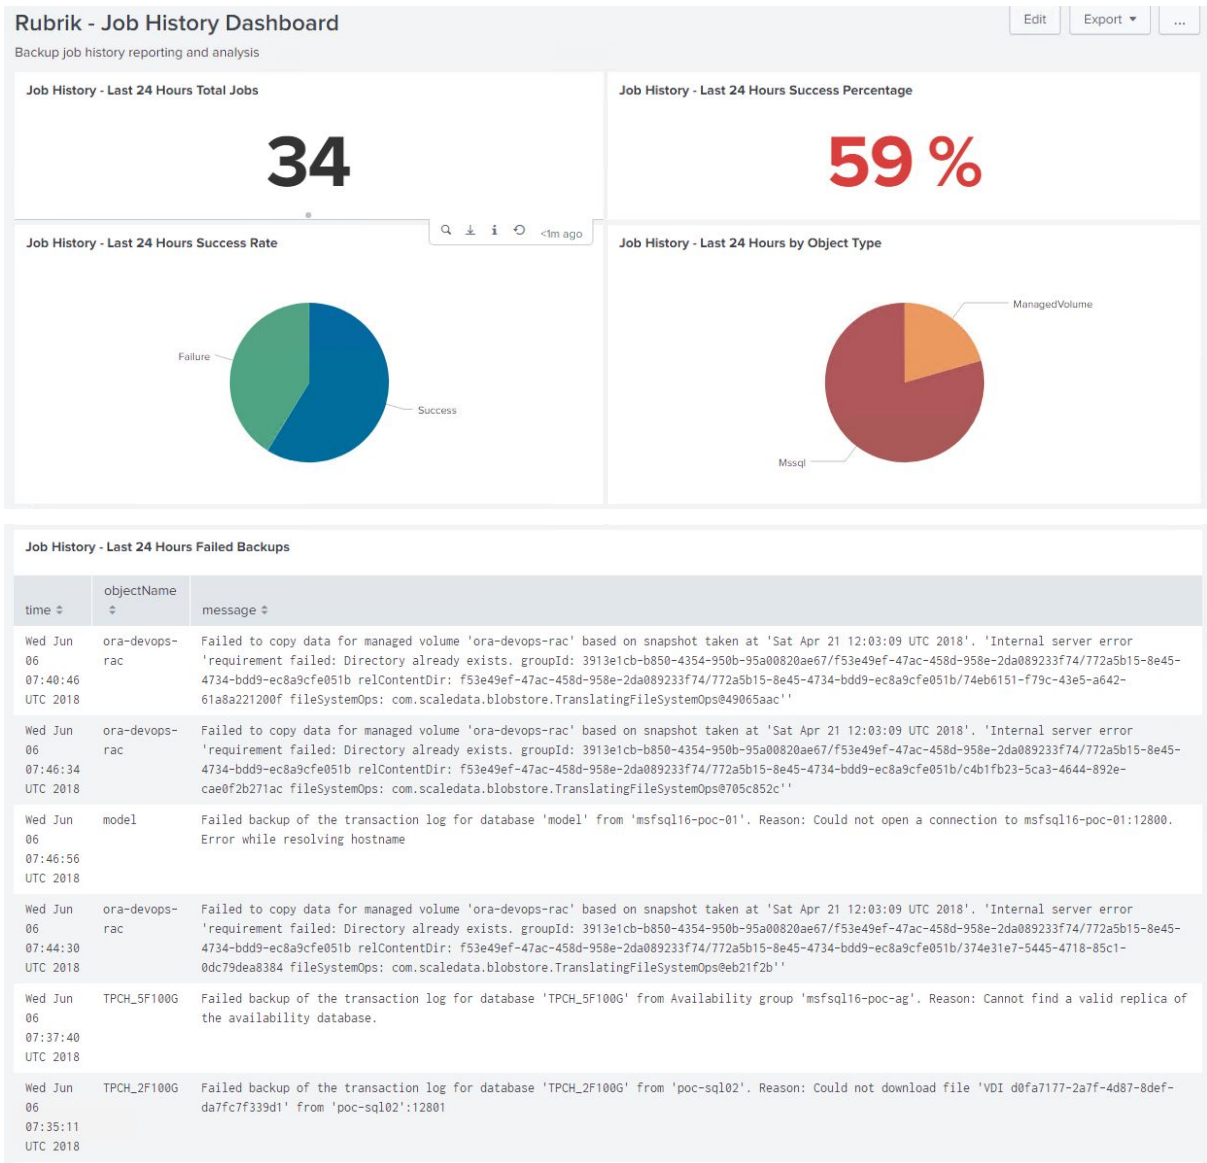 Rubrik - Job History Dashboard
Edit
Export
...
Backup job history reporting and analysis
Job History - Last 24 Hours Total Jobs
34
Job History - Last 24 Hours Success Percentage
59 %
<1m ago
Job History - Last 24 Hours Success Rate
Failure
Success
Job History - Last 24 Hours by Object Type
ManagedVolume
Mssql
Job History - Last 24 Hours Failed Backups
time
objectName
message
Wed Jun
06
07:40:46
UTC 2018
ora-devops-
rac
Failed to copy data for managed volume 'ora-devops-rac' based on snapshot taken at 'Sat Apr 21 12:03:09 UTC 2018'. 'Internal server error
'requirement failed: Directory already exists. groupId: 3913e1cb-b850-4354-950b-95a00820ae67/f53e49ef-47ac-458d-958e-2da089233f74/772a5b15-8e45-
4734-bdd9-ec8a9cfe051b relContentDir: f53e49ef-47ac-458d-958e-2da089233f74/772a5b15-8e45-4734-bdd9-ec8a9cfe051b/74eb6151-f79c-43e5-a642-
61a8a221200f fileSystemOps: com.scaledata.blobstore.TranslatingFileSystemOps@49065aac''
Wed Jun
06
07:46:34
UTC 2018
ora-devops-
rac
Failed to copy data for managed volume 'ora-devops-rac' based on snapshot taken at 'Sat Apr 21 12:03:09 UTC 2018'. 'Internal server error
'requirement failed: Directory already exists. groupId: 3913e1cb-b850-4354-950b-95a00820ae67/f53e49ef-47ac-458d-958e-2da089233f74/772a5b15-8e45-
4734-bdd9-ec8a9cfe051b relContentDir: f53e49ef-47ac-458d-958e-2da089233f74/772a5b15-8e45-4734-bdd9-ec8a9cfe051b/c4b1fb23-5ca3-4644-892e-
cae0f2b271ac fileSystemOps: com.scaledata.blobstore.TranslatingFileSystemOps@705c852c''
Wed Jun
06
07:46:56
UTC 2018
model
Failed backup of the transaction log for database 'model' from 'msfsql16-poc-01'. Reason: Could not open a connection to msfsql16-poc-01:12800.
Error while resolving hostname
Wed Jun
06
07:44:30
UTC 2018
ora-devops-
rac
Failed to copy data for managed volume 'ora-devops-rac' based on snapshot taken at 'Sat Apr 21 12:03:09 UTC 2018'. 'Internal server error
'requirement failed: Directory already exists. groupId: 3913e1cb-b850-4354-950b-95a00820ae67/f53e49ef-47ac-458d-958e-2da089233f74/772a5b15-8e45-
4734-bdd9-ec8a9cfe051b relContentDir: f53e49ef-47ac-458d-958e-2da089233f74/772a5b15-8e45-4734-bdd9-ec8a9cfe051b/374e31e7-5445-4718-85c1-
0dc79dea8384 fileSystemOps: com.scaledata.blobstore.TranslatingFileSystemOps@eb21f2b''
Wed Jun
06
07:37:40
UTC 2018
TPCH_5F100G
Failed backup of the transaction log for database 'TPCH_5F100G' from Availability group 'msfsql16-poc-ag'. Reason: Cannot find a valid replica of
the availability database.
Wed Jun
06
07:35:11
UTC 2018
TPCH_2F100G
Failed backup of the transaction log for database 'TPCH_2F100G' from 'poc-sql02'. Reason: Could not download file 'VDI d0fa7177-2a7f-4d87-8def-
da7fc7f339d1' from 'poc-sql02':12801